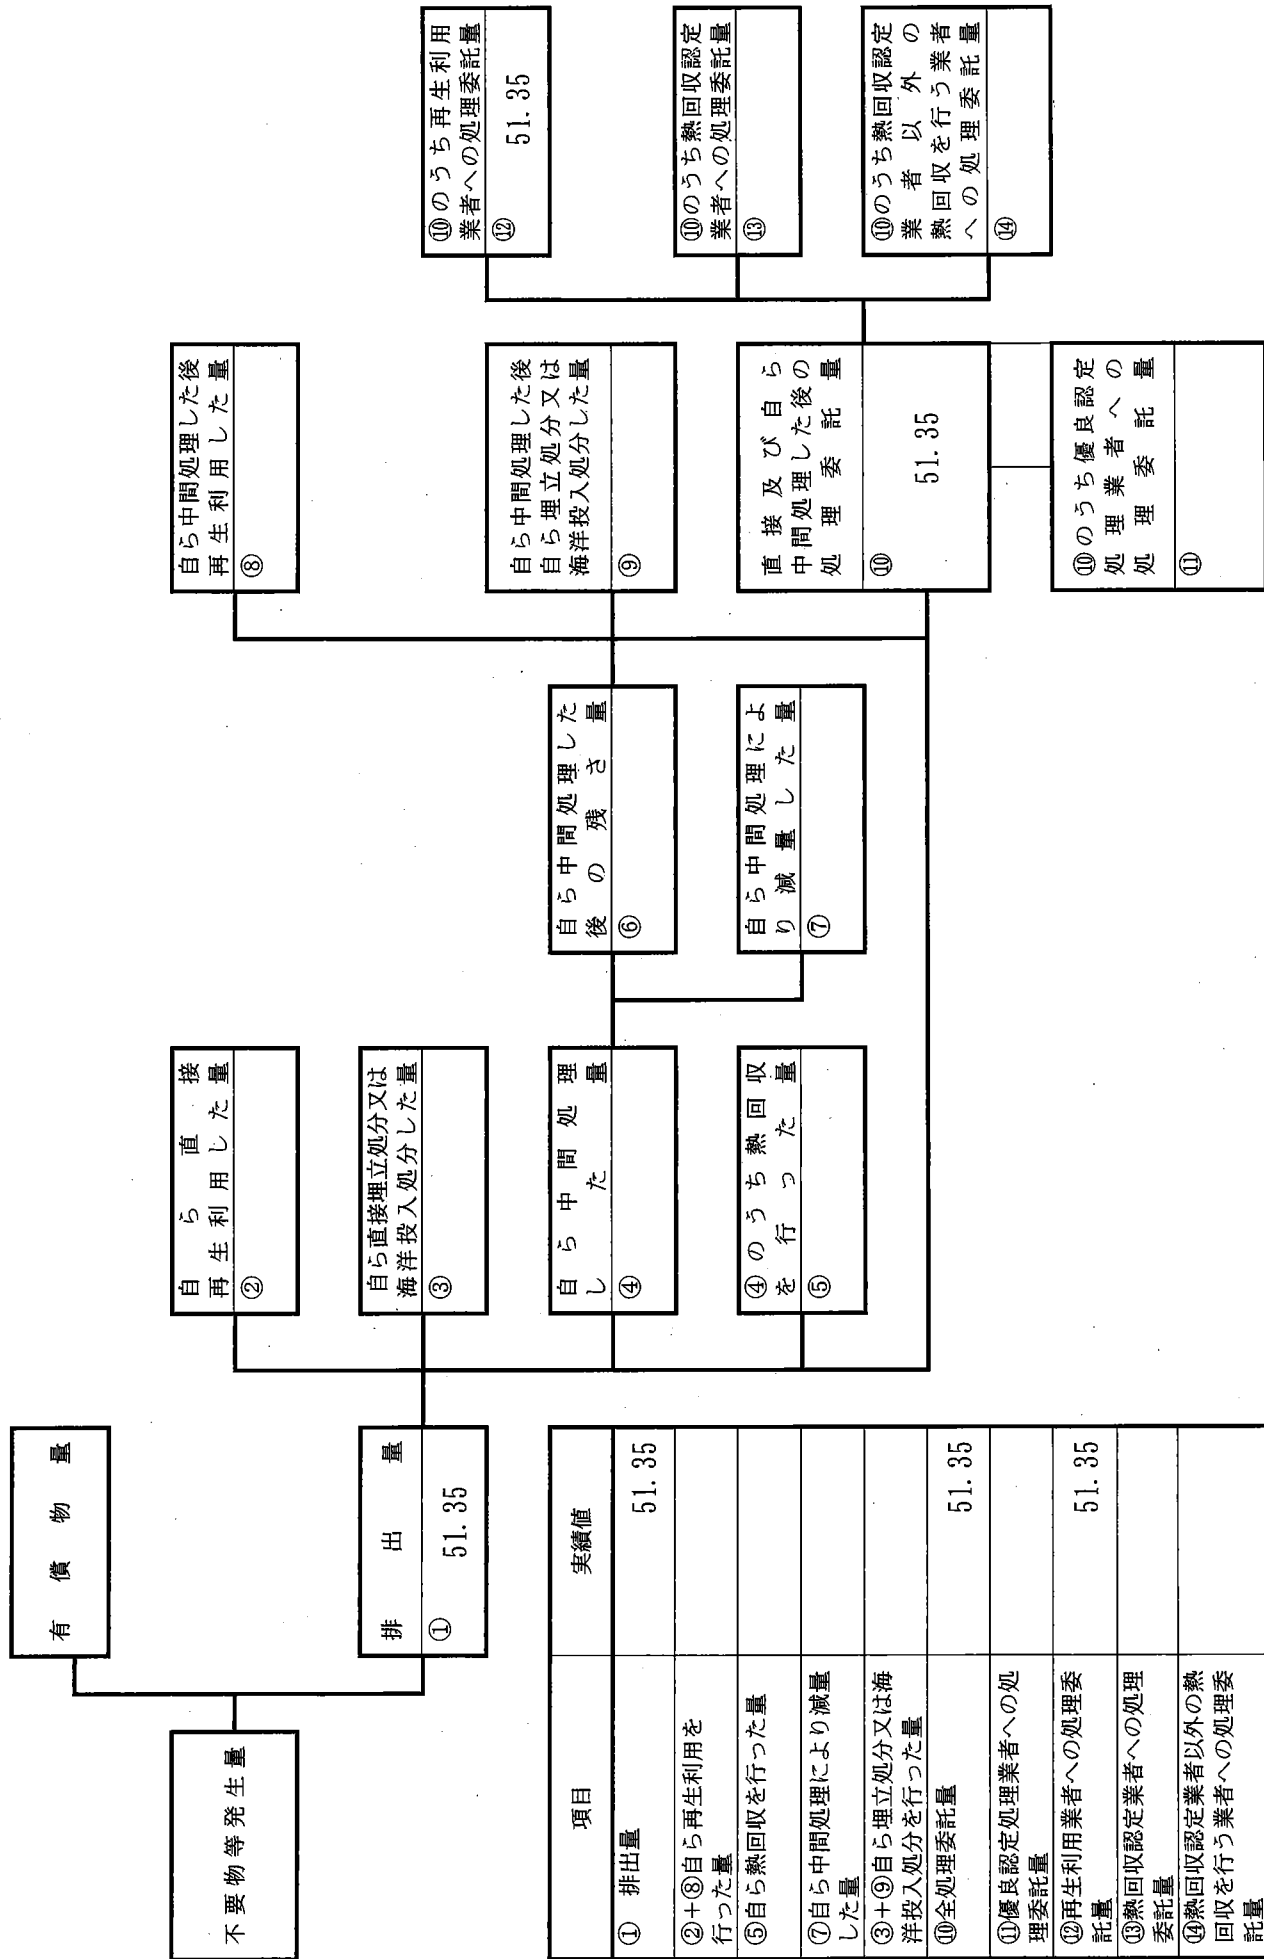 有償物量
不要物等発生量
排出量
①
51.35
自ら直接
再生利用した量
②
自ら直接埋立処分又は
海洋投入処分した量
③
自ら中間処理
した量
④
④のうち熱回収
を行った量
⑤
自ら中間処理した
後の残さ量
⑥
自ら中間処理によ
り減量した量
⑦
自ら中間処理した後
再生利用した量
⑧
自ら中間処理した後
自ら埋立処分又は
海洋投入処分した量
⑨
直接及び自ら
中間処理した後の
処理委託量
⑩
51.35
⑩のうち優良認定
処理業者への
処理委託量
⑪
⑩のうち再生利用
業者への処理委託量
⑫
51.35
⑩のうち熱回収認定
業者への処理委託量
⑬
⑩のうち熱回収認定
業者以外の
熱回収を行う業者
への処理委託量
⑭
項目 実績値
① 排出量 51.35
②+⑧自ら再生利用を
行った量
⑤自ら熱回収を行った量
⑦自ら中間処理により減量
した量
③+⑨自ら埋立処分又は海
洋投入処分を行った量
⑩全処理委託量 51.35
⑪優良認定処理業者への処
理委託量
⑫再生利用業者への処理委
託量 51.35
⑬熱回収認定業者への処理
委託量
⑭熱回収認定業者以外の熱
回収を行う業者への処理委
託量